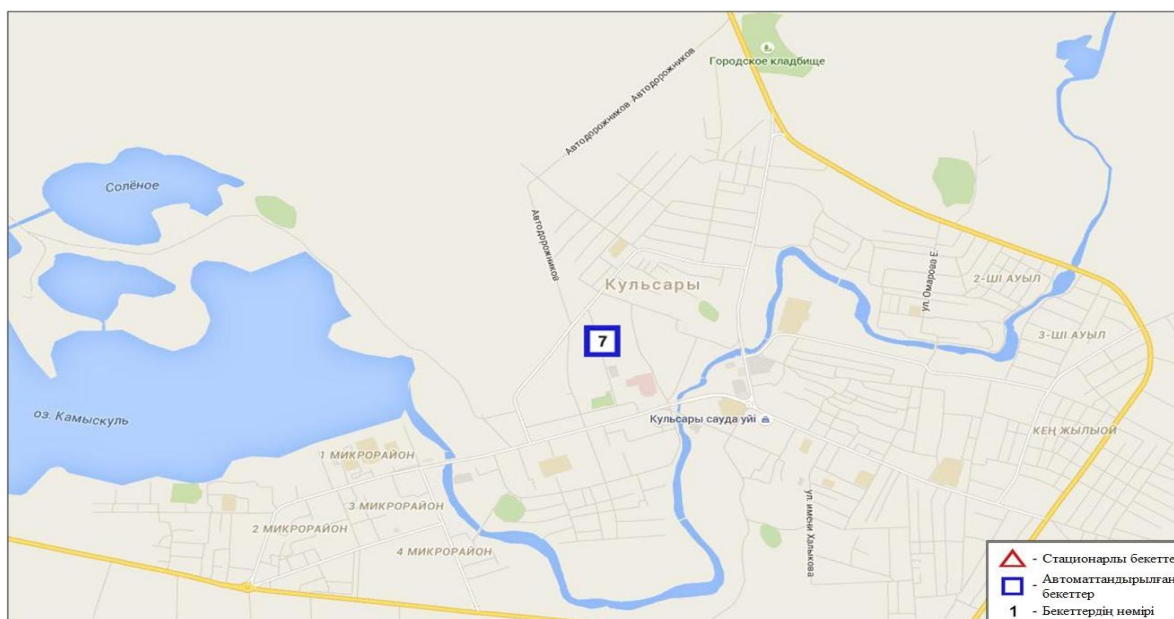 Городское кладбище
Автодорожников Автодорожников
Солёное
Автодорожников
ул. Омарова Е.
2-ШІ АУЫЛ
Кульсары
7
3-ШІ АУЫЛ
оз. Камыскуль
Кульсары сауда уйі
КЕҢ ЖЫЛЫОЙ
1 МИКРОРАЙОН
3 МИКРОРАЙОН
2 МИКРОРАЙОН
4 МИКРОРАЙОН
ул. имени Халыкова
- Стационарлы бекетте
- Автоматтандырылған
бекеттер
1 - Бекеттердің нөмірі